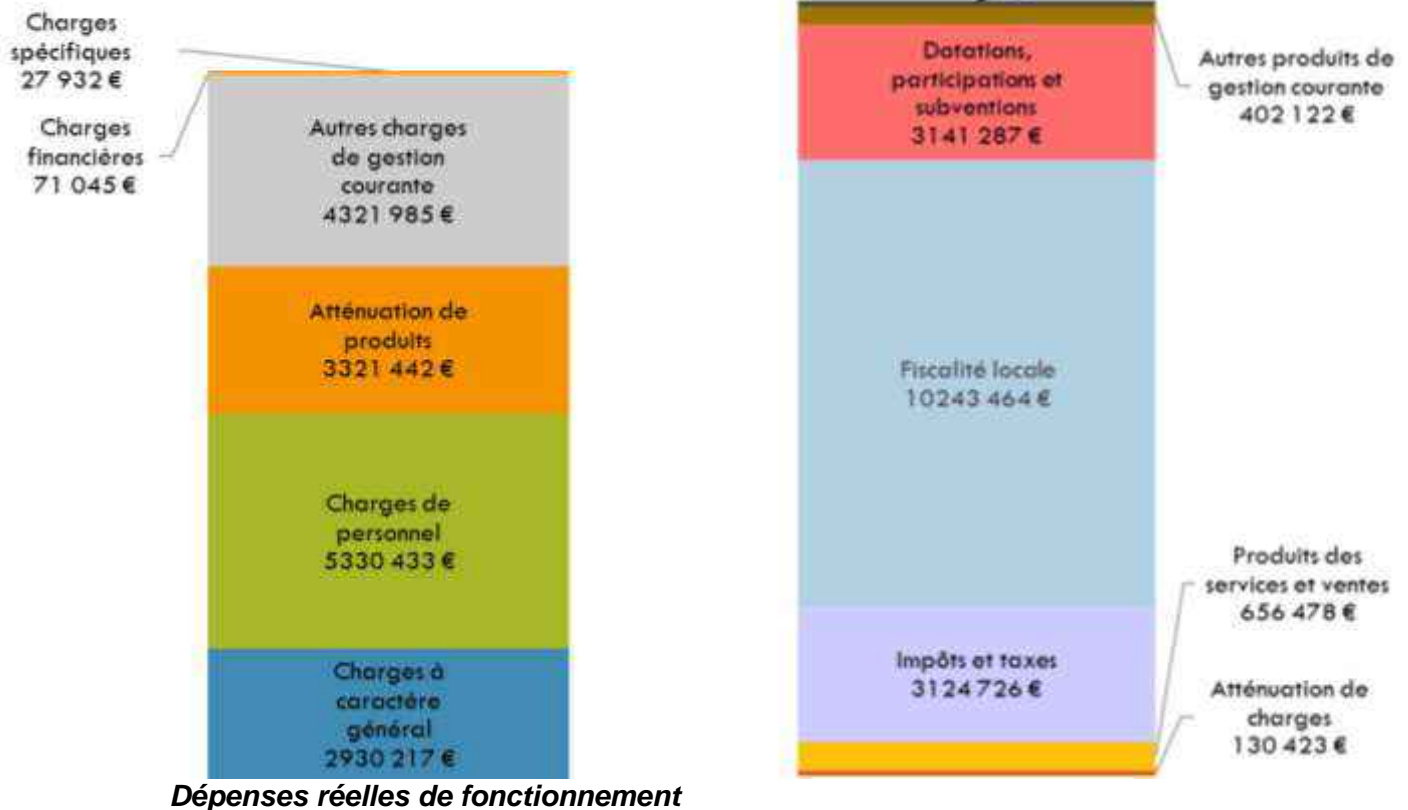 Charges
spécifiques
27 932 €
Charges
financières
71 045 €
Autres charges
de gestion
courante
4321 985 €
Atténuation de
produits
3321 442 €
Charges de
personnel
5330 433 €
Charges à
caractère
général
2930 217 €
Dépenses réelles de fonctionnement
Dotations,
participations et
subventions
3141 287 €
Autres produits de
gestion courante
402 122 €
Fiscalité locale
10243 464 €
Produits des
services et ventes
656 478 €
Impôts et taxes
3124 726 €
Atténuation de
charges
130 423 €